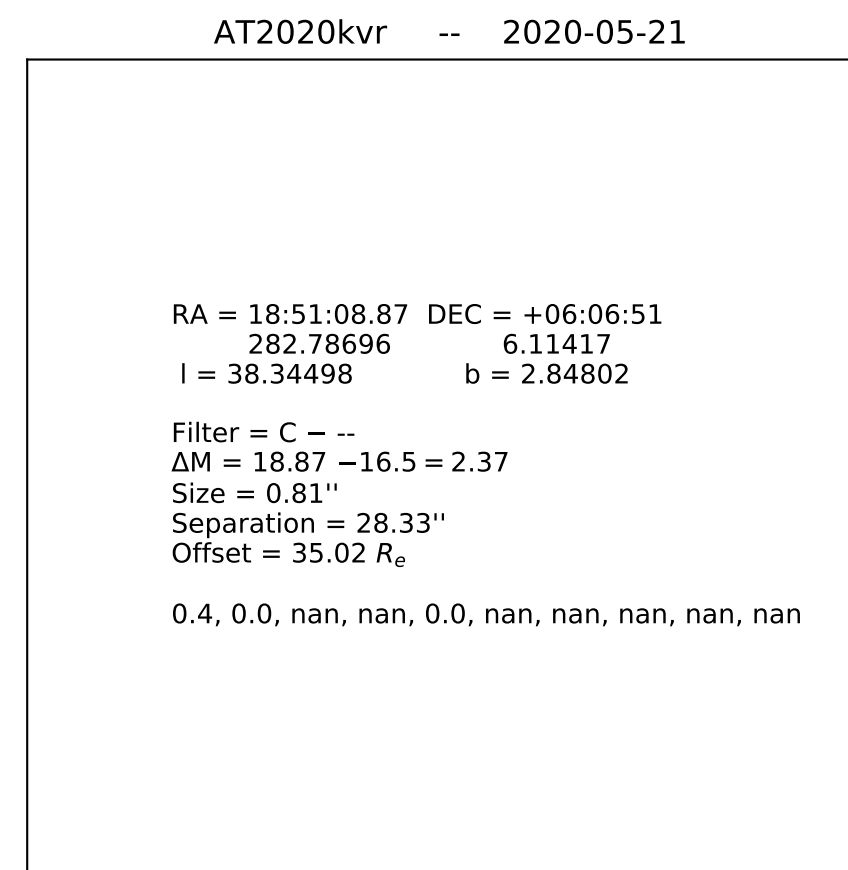 AT2020kvr -- 2020-05-21
RA = 18:51:08.87 DEC = +06:06:51
282.78696 6.11417
l = 38.34498 b = 2.84802
Filter = C − --
ΔM = 18.87 −16.5 = 2.37
Size = 0.81''
Separation = 28.33''
Offset = 35.02 Rₑ
0.4, 0.0, nan, nan, 0.0, nan, nan, nan, nan, nan